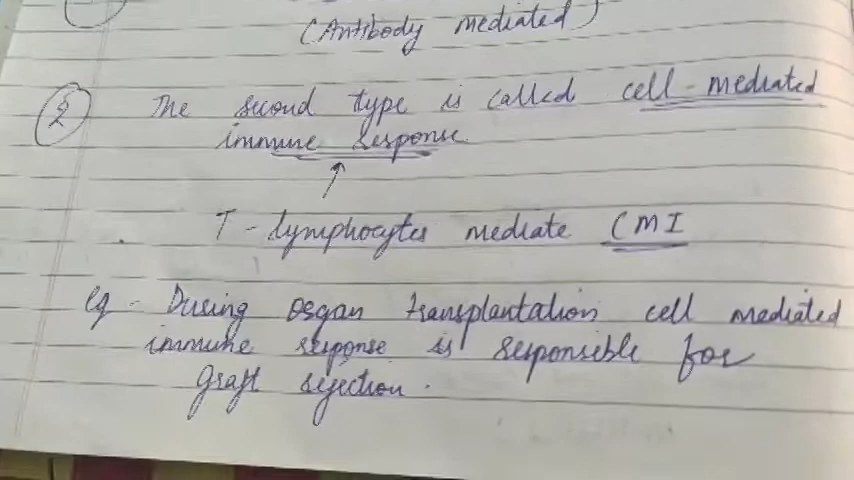 (Antibody mediated)
② The second type is called cell-mediated
immune response.
↑
T-lymphocytes mediate CMI
eg - During organ transplantation cell mediated
immune response is responsible for
graft rejection.